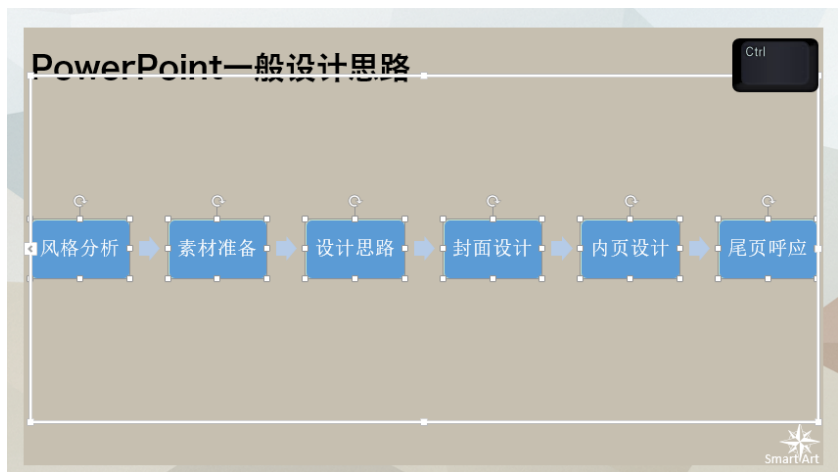 PowerPoint一般设计思路
Ctrl
风格分析
素材准备
设计思路
封面设计
内页设计
尾页呼应
Smart Art